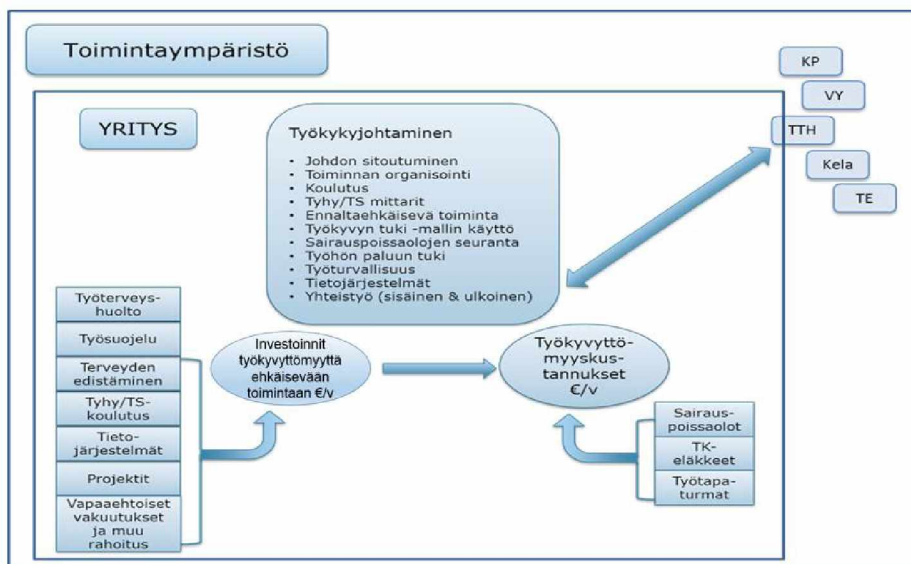 Toimintaympäristö
KP
VY
TTH
Kela
TE
YRITYS
Työkykyjohtaminen
• Johdon sitoutuminen
• Toiminnan organisointi
• Koulutus
• Tyhy/TS mittarit
• Ennaltaehkäisevä toiminta
• Työkyvyn tuki -mallin käyttö
• Sairauspoissaolojen seuranta
• Työhön paluun tuki
• Työturvallisuus
• Tietojärjestelmät
• Yhteistyö (sisäinen & ulkoinen)
Työterveys-
huolto
Työsuojelu
Terveyden
edistäminen
Tyhy/TS-
koulutus
Tieto-
järjestelmät
Projektit
Vapaaehtoiset
vakuutukset
ja muu
rahoitus
Investoinnit
työkyvyttömyyttä
ehkäisevään
toimintaan €/v
Työkyvyttö-
myyskus-
tannukset
€/v
Sairaus-
poissaolot
TK-
eläkkeet
Työtapa-
turmat